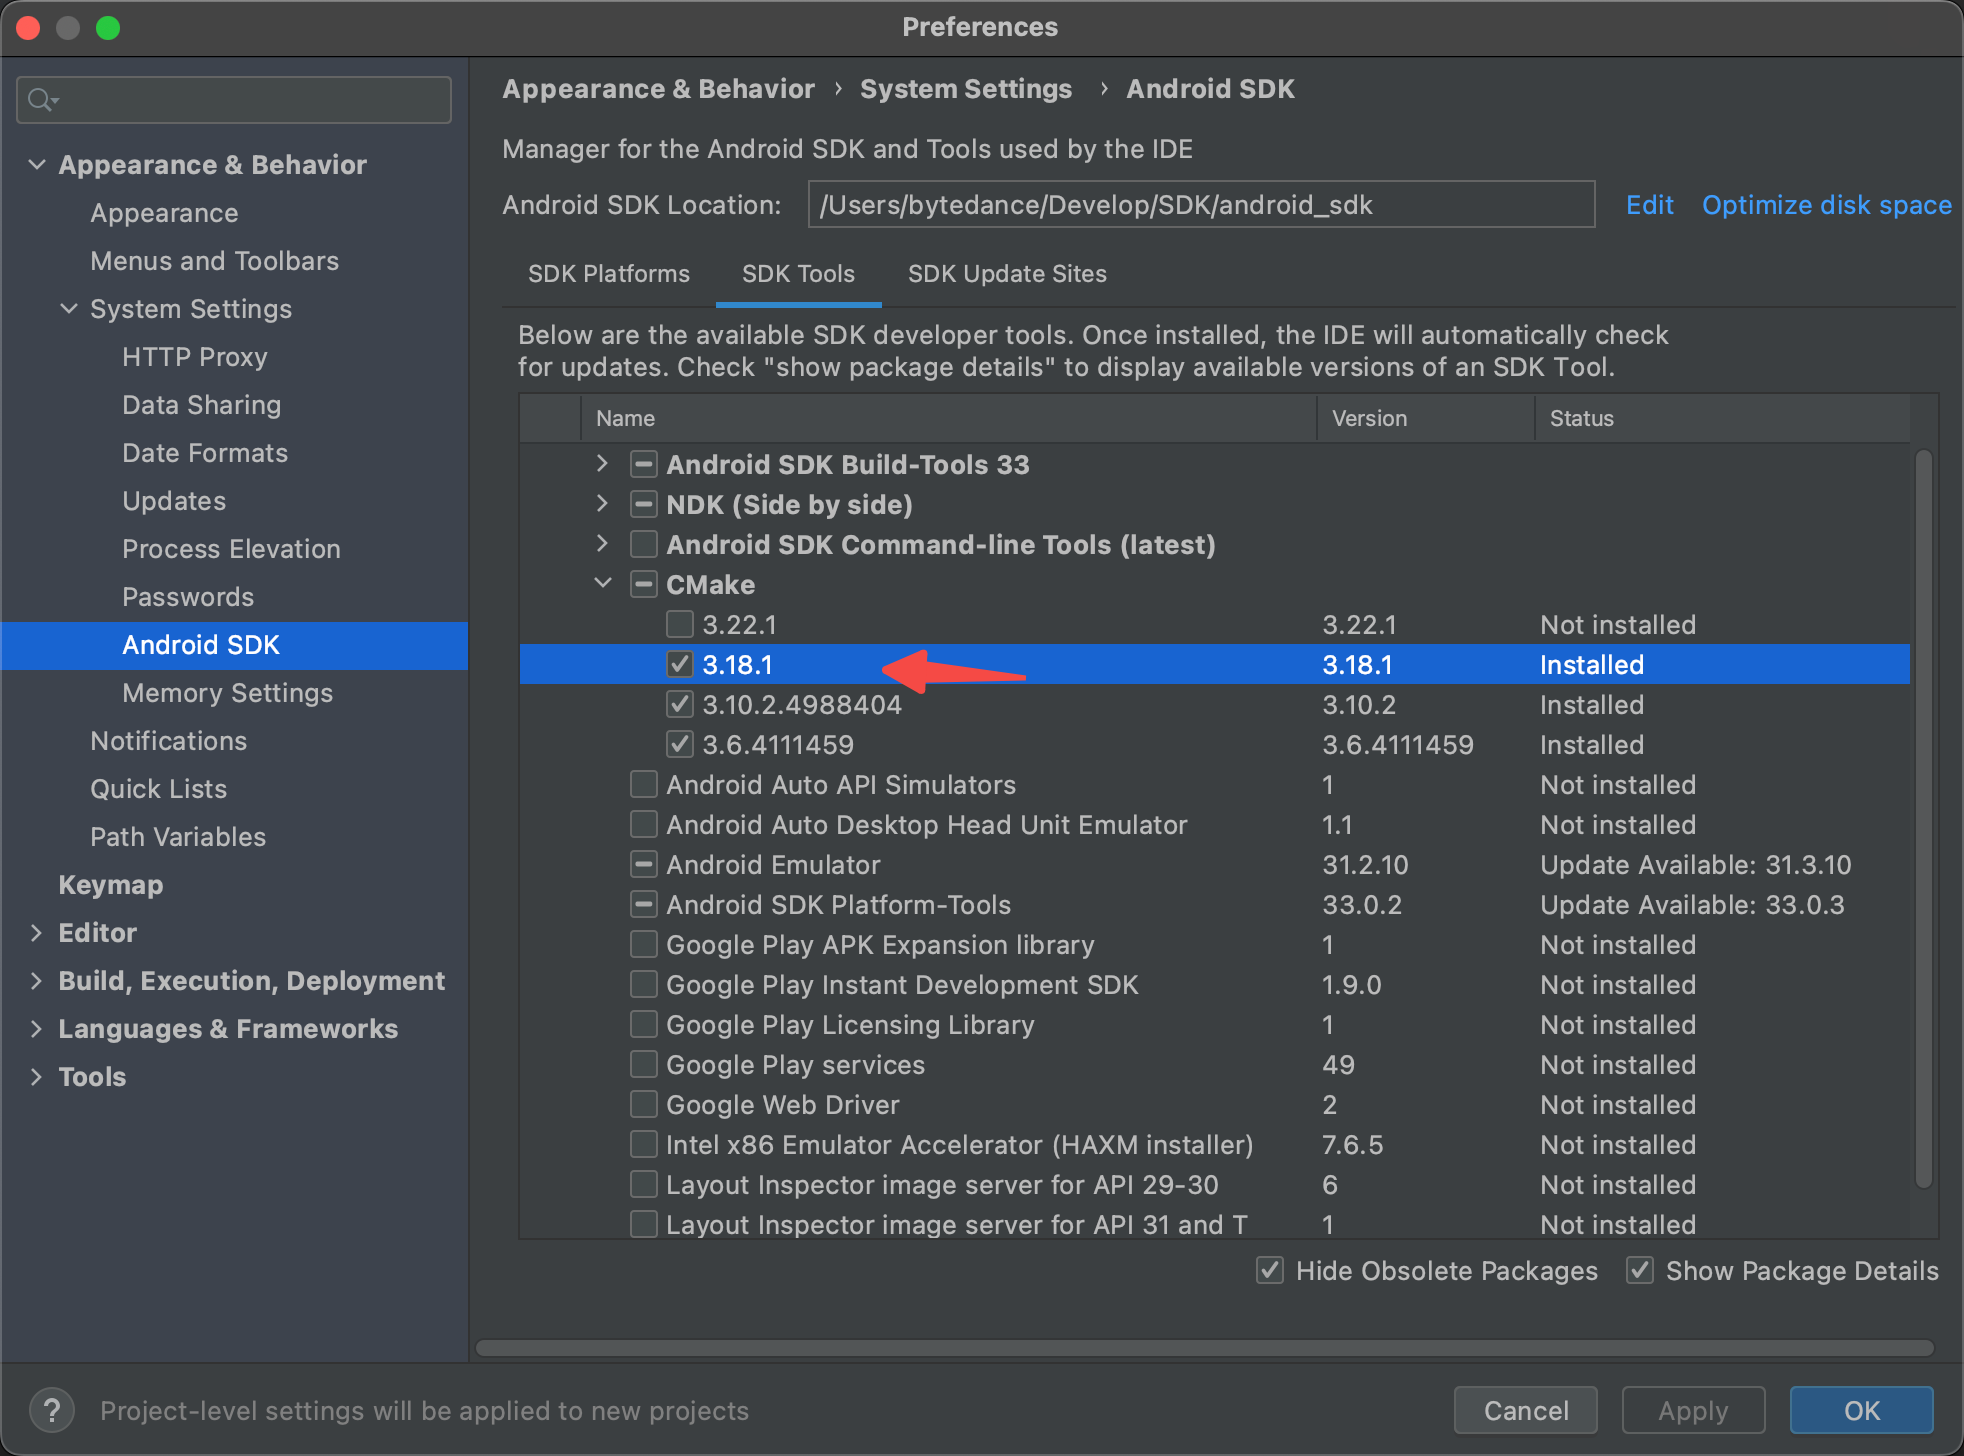 Preferences
Appearance & Behavior
Appearance
Menus and Toolbars
System Settings
HTTP Proxy
Data Sharing
Date Formats
Updates
Process Elevation
Passwords
Android SDK
Memory Settings
Notifications
Quick Lists
Path Variables
Keymap
Editor
Build, Execution, Deployment
Languages & Frameworks
Tools
Appearance & Behavior › System Settings › Android SDK
Manager for the Android SDK and Tools used by the IDE
Android SDK Location: /Users/bytedance/Develop/SDK/android_sdk Edit Optimize disk space
SDK Platforms SDK Tools SDK Update Sites
Below are the available SDK developer tools. Once installed, the IDE will automatically check
for updates. Check "show package details" to display available versions of an SDK Tool.
Name Version Status
Android SDK Build-Tools 33
NDK (Side by side)
Android SDK Command-line Tools (latest)
CMake
3.22.1 3.22.1 Not installed
3.18.1 3.18.1 Installed
3.10.2.4988404 3.10.2 Installed
3.6.4111459 3.6.4111459 Installed
Android Auto API Simulators 1 Not installed
Android Auto Desktop Head Unit Emulator 1.1 Not installed
Android Emulator 31.2.10 Update Available: 31.3.10
Android SDK Platform-Tools 33.0.2 Update Available: 33.0.3
Google Play APK Expansion library 1 Not installed
Google Play Instant Development SDK 1.9.0 Not installed
Google Play Licensing Library 1 Not installed
Google Play services 49 Not installed
Google Web Driver 2 Not installed
Intel x86 Emulator Accelerator (HAXM installer) 7.6.5 Not installed
Layout Inspector image server for API 29-30 6 Not installed
Layout Inspector image server for API 31 and T 1 Not installed
Hide Obsolete Packages Show Package Details
? Project-level settings will be applied to new projects
Cancel Apply OK